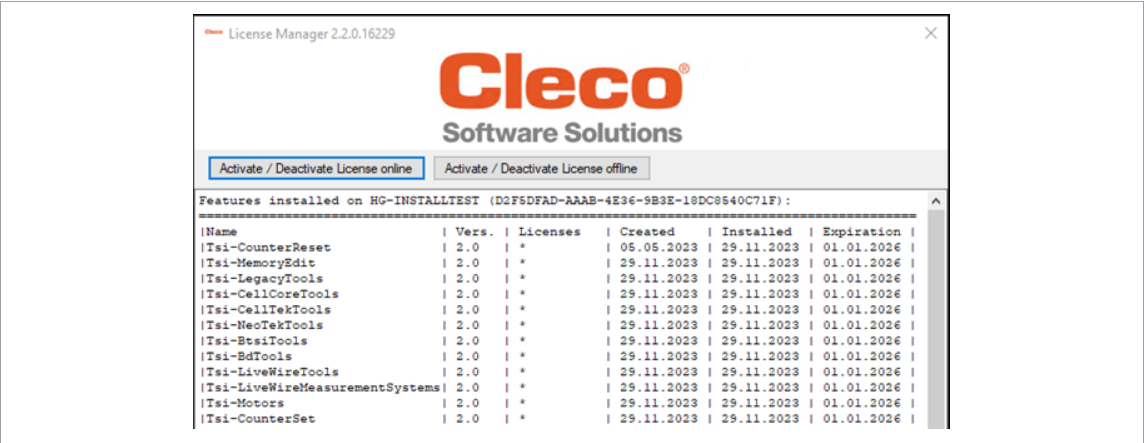 Cleco License Manager 2.2.0.16229
Cleco®
Software Solutions
Activate / Deactivate License online Activate / Deactivate License offline
Features installed on HG-INSTALLTEST (D2F5DFAD-AAAB-4E36-9B3E-18DC8540C71F):
================================================================================
|Name | Vers. | Licenses | Created | Installed | Expiration |
|Tsi-CounterReset | 2.0 | * | 05.05.2023 | 29.11.2023 | 01.01.2026 |
|Tsi-MemoryEdit | 2.0 | * | 29.11.2023 | 29.11.2023 | 01.01.2026 |
|Tsi-LegacyTools | 2.0 | * | 29.11.2023 | 29.11.2023 | 01.01.2026 |
|Tsi-CellCoreTools | 2.0 | * | 29.11.2023 | 29.11.2023 | 01.01.2026 |
|Tsi-CellTekTools | 2.0 | * | 29.11.2023 | 29.11.2023 | 01.01.2026 |
|Tsi-NeoTekTools | 2.0 | * | 29.11.2023 | 29.11.2023 | 01.01.2026 |
|Tsi-BtsiTools | 2.0 | * | 29.11.2023 | 29.11.2023 | 01.01.2026 |
|Tsi-BdTools | 2.0 | * | 29.11.2023 | 29.11.2023 | 01.01.2026 |
|Tsi-LiveWireTools | 2.0 | * | 29.11.2023 | 29.11.2023 | 01.01.2026 |
|Tsi-LiveWireMeasurementSystems| 2.0 | * | 29.11.2023 | 29.11.2023 | 01.01.2026 |
|Tsi-Motors | 2.0 | * | 29.11.2023 | 29.11.2023 | 01.01.2026 |
|Tsi-CounterSet | 2.0 | * | 29.11.2023 | 29.11.2023 | 01.01.2026 |